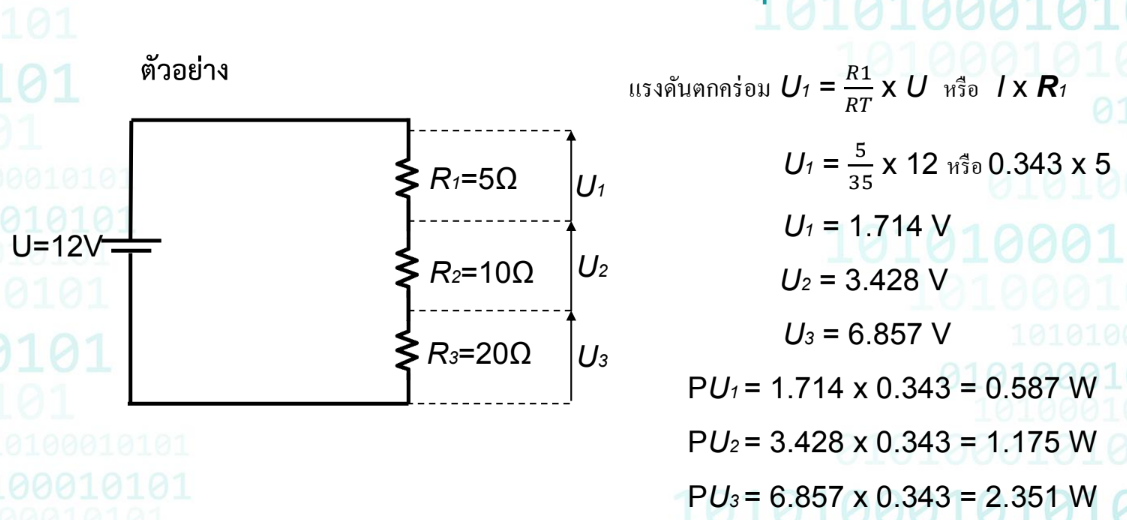 ตัวอย่าง
U=12V
R1=5Ω
U1
R2=10Ω
U2
R3=20Ω
U3
แรงดันตกคร่อม U1 = R1/RT x U หรือ I x R1
U1 = 5/35 x 12 หรือ 0.343 x 5
U1 = 1.714 V
U2 = 3.428 V
U3 = 6.857 V
PU1 = 1.714 x 0.343 = 0.587 W
PU2 = 3.428 x 0.343 = 1.175 W
PU3 = 6.857 x 0.343 = 2.351 W